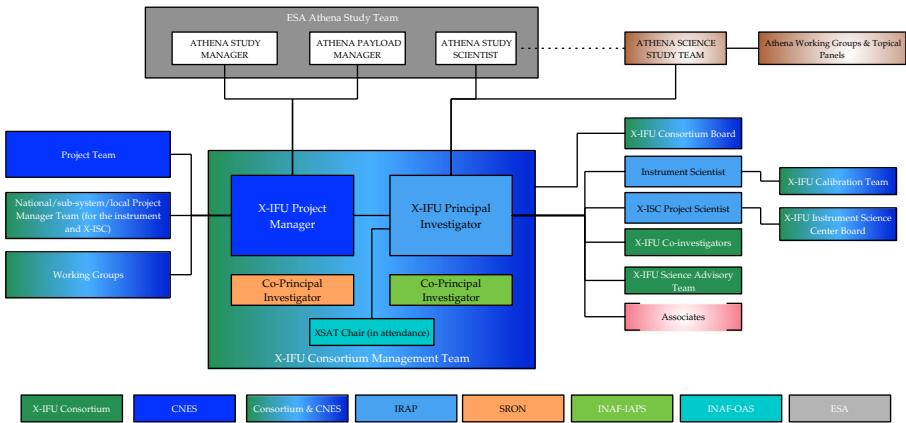 ESA Athena Study Team
ATHENA STUDY
MANAGER
ATHENA PAYLOAD
MANAGER
ATHENA STUDY
SCIENTIST
ATHENA SCIENCE
STUDY TEAM
Athena Working Groups & Topical
Panels
Project Team
National/sub-system/local Project
Manager Team (for the instrument
and X-ISC)
Working Groups
X-IFU Project
Manager
X-IFU Principal
Investigator
Co-Principal
Investigator
Co-Principal
Investigator
XSAT Chair (in attendance)
X-IFU Consortium Management Team
X-IFU Consortium Board
Instrument Scientist
X-IFU Calibration Team
X-ISC Project Scientist
X-IFU Instrument Science
Center Board
X-IFU Co-investigators
X-IFU Science Advisory
Team
Associates
X-IFU Consortium
CNES
Consortium & CNES
IRAP
SRON
INAF-IAPS
INAF-OAS
ESA